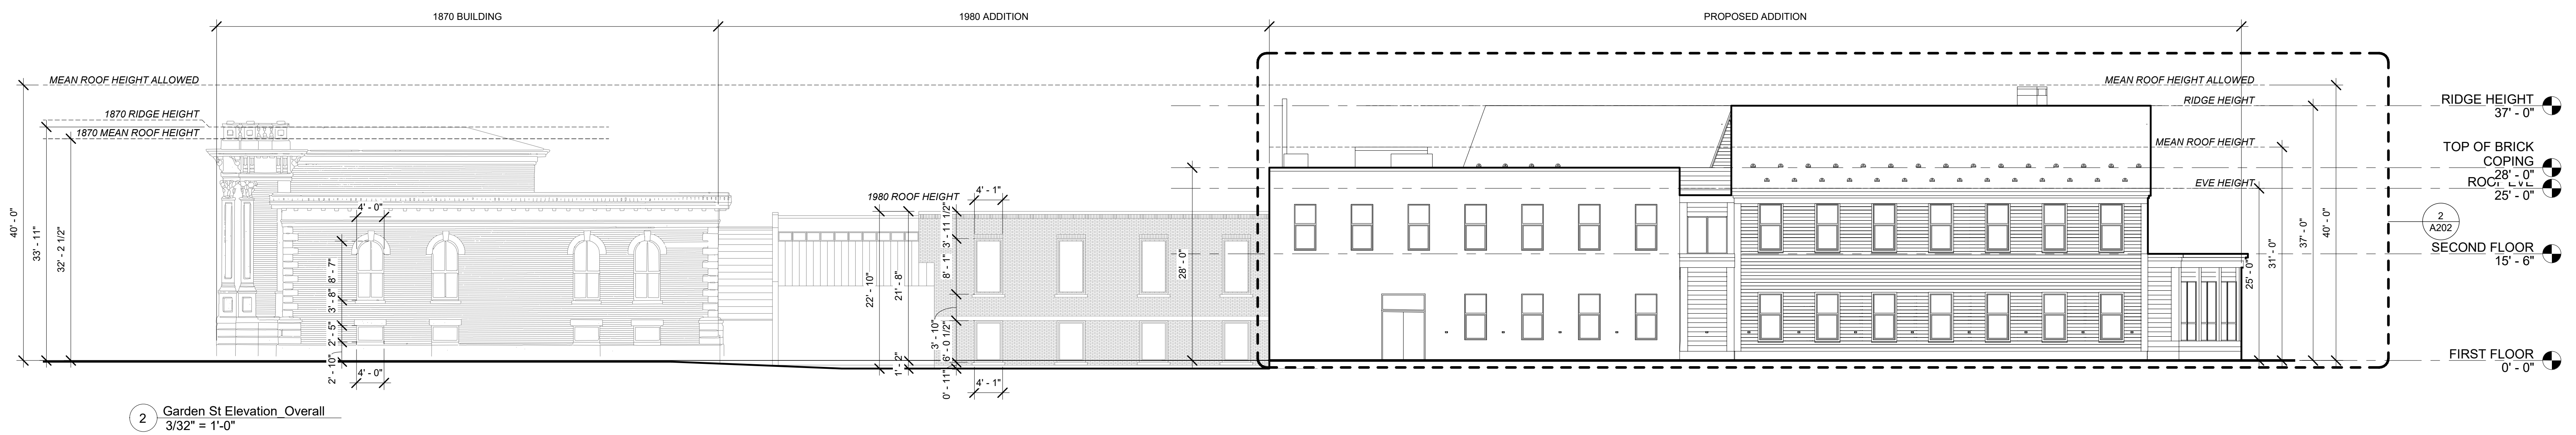 1870 BUILDING
1980 ADDITION
PROPOSED ADDITION
MEAN ROOF HEIGHT ALLOWED
1870 RIDGE HEIGHT
1870 MEAN ROOF HEIGHT
40' - 0"
33' - 11"
32' - 2 1/2"
4' - 0"
8' - 7"
3' - 8"
2' - 5"
2' - 10"
4' - 0"
1980 ROOF HEIGHT
22' - 10"
21' - 8"
1' - 2"
4' - 1"
3' - 11 1/2"
8' - 1"
3' - 10"
6' - 0 1/2"
0' - 11"
4' - 1"
28' - 0"
MEAN ROOF HEIGHT ALLOWED
RIDGE HEIGHT
MEAN ROOF HEIGHT
EVE HEIGHT
25' - 0"
31' - 0"
37' - 0"
40' - 0"
2
A202
RIDGE HEIGHT
37' - 0"
TOP OF BRICK
COPING
28' - 0"
ROOF EVE
25' - 0"
SECOND FLOOR
15' - 6"
FIRST FLOOR
0' - 0"
2
Garden St Elevation_Overall
3/32" = 1'-0"